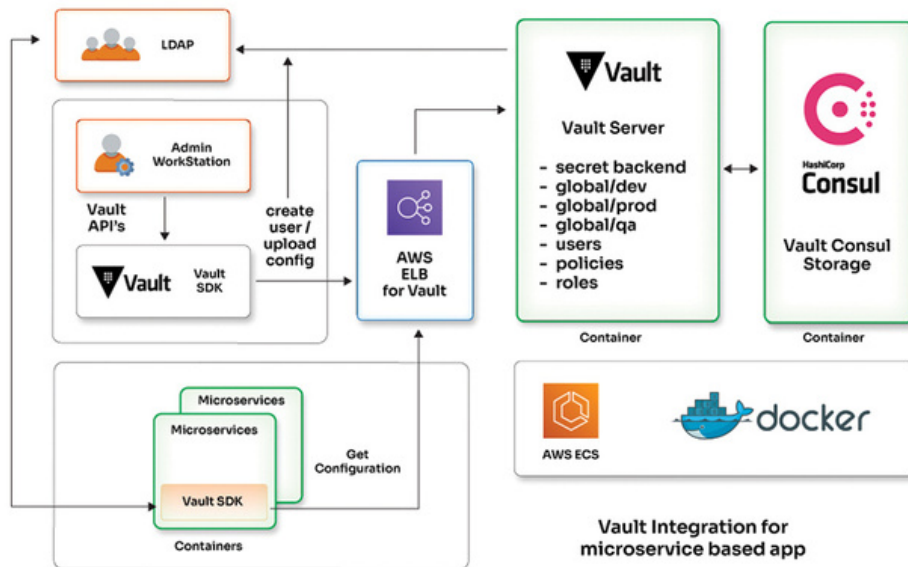 LDAP
Admin
WorkStation
Vault
API's
Vault
Vault
SDK
create
user /
upload
config
AWS
ELB
for Vault
Vault
Vault Server
- secret backend
- global/dev
- global/prod
- global/qa
- users
- policies
- roles
Container
HashiCorp
Consul
Vault Consul
Storage
Container
Microservices
Microservices
Vault SDK
Containers
Get
Configuration
AWS ECS
docker
Vault Integration for
microservice based app